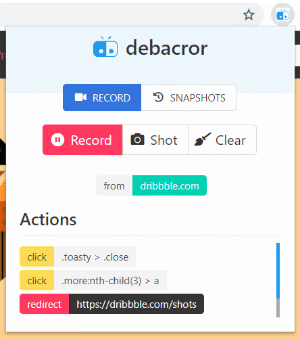 debacror
RECORD SNAPSHOTS
Record Shot Clear
from dribbble.com
Actions
click .toasty > .close
click .more:nth-child(3) > a
redirect https://dribbble.com/shots